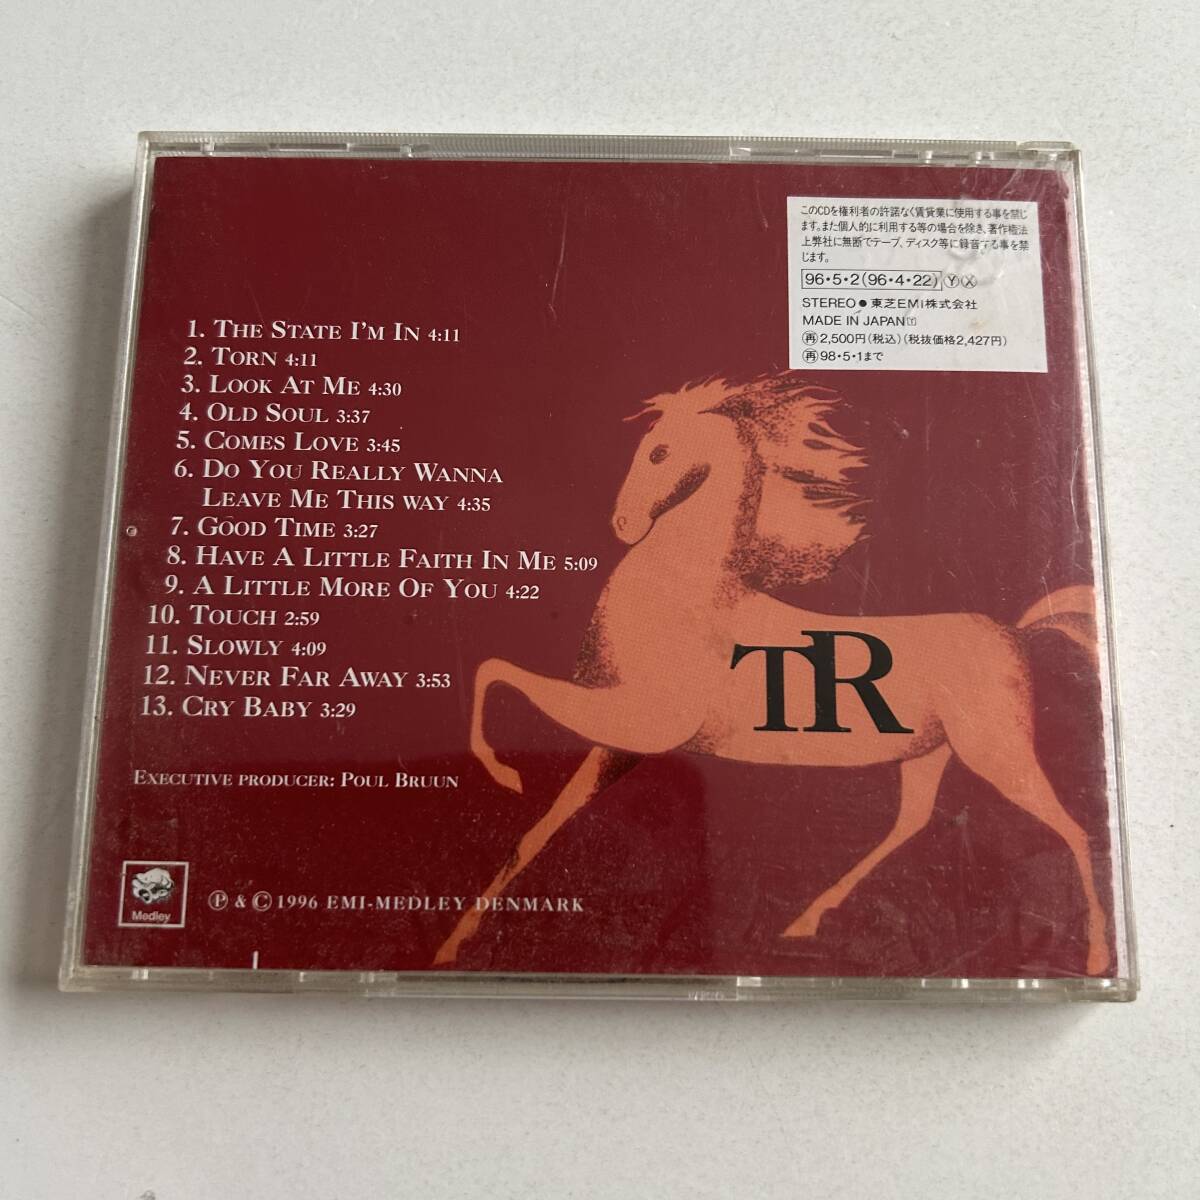 このCDを権利者の許諾なく賃貸業に使用する事を禁じ
ます。また個人的に利用する等の場合を除き、著作権法
上弊社に無断でテープ、ディスク等に録音する事を禁
じます。
96・5・2(96・4・22) Ⓨ Ⓧ
STEREO ● 東芝EMI株式会社
MADE IN JAPAN T
再 2,500円(税込)(税抜価格2,427円)
再 98・5・1まで
1. THE STATE I'M IN 4:11
2. TORN 4:11
3. LOOK AT ME 4:30
4. OLD SOUL 3:37
5. COMES LOVE 3:45
6. DO YOU REALLY WANNA
LEAVE ME THIS WAY 4:35
7. GOOD TIME 3:27
8. HAVE A LITTLE FAITH IN ME 5:09
9. A LITTLE MORE OF YOU 4:22
10. TOUCH 2:59
11. SLOWLY 4:09
12. NEVER FAR AWAY 3:53
13. CRY BABY 3:29
TR
EXECUTIVE PRODUCER: POUL BRUUN
Medley
Ⓟ & © 1996 EMI-MEDLEY DENMARK